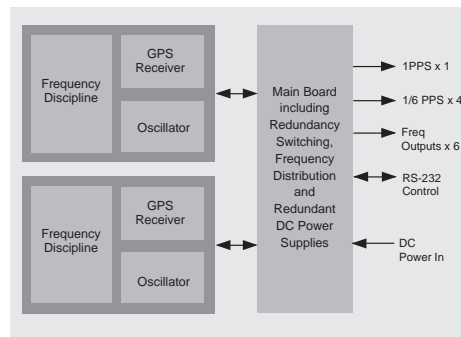 Frequency
Discipline
GPS
Receiver
Oscillator
Frequency
Discipline
GPS
Receiver
Oscillator
Main Board
including
Redundancy
Switching,
Frequency
Distribution
and
Redundant
DC Power
Supplies
1PPS x 1
1/6 PPS x 4
Freq
Outputs x 6
RS-232
Control
DC
Power In